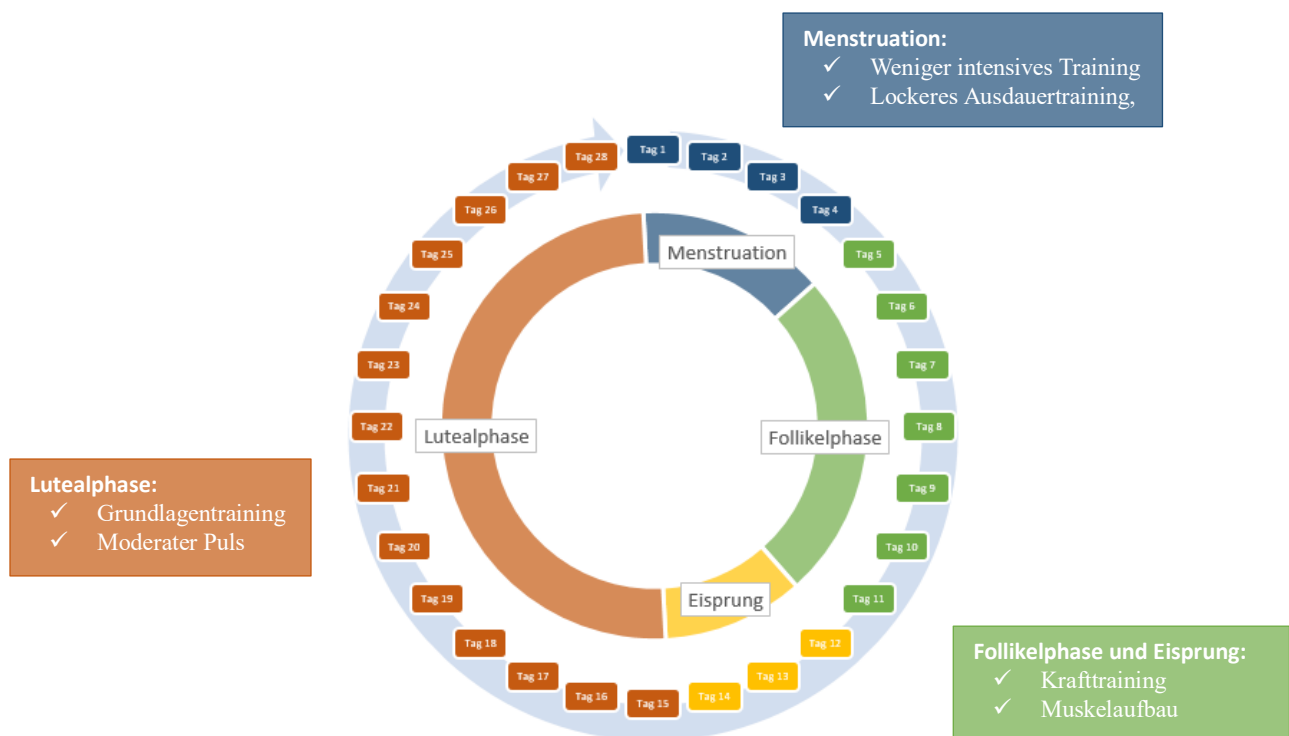 Menstruation:
✓ Weniger intensives Training
✓ Lockeres Ausdauertraining,
Tag 1
Tag 2
Tag 3
Tag 4
Tag 5
Tag 6
Tag 7
Tag 8
Tag 9
Tag 10
Tag 11
Tag 12
Tag 13
Tag 14
Tag 15
Tag 16
Tag 17
Tag 18
Tag 19
Tag 20
Tag 21
Tag 22
Tag 23
Tag 24
Tag 25
Tag 26
Tag 27
Tag 28
Menstruation
Follikelphase
Eisprung
Lutealphase
Lutealphase:
✓ Grundlagentraining
✓ Moderater Puls
Follikelphase und Eisprung:
✓ Krafttraining
✓ Muskelaufbau